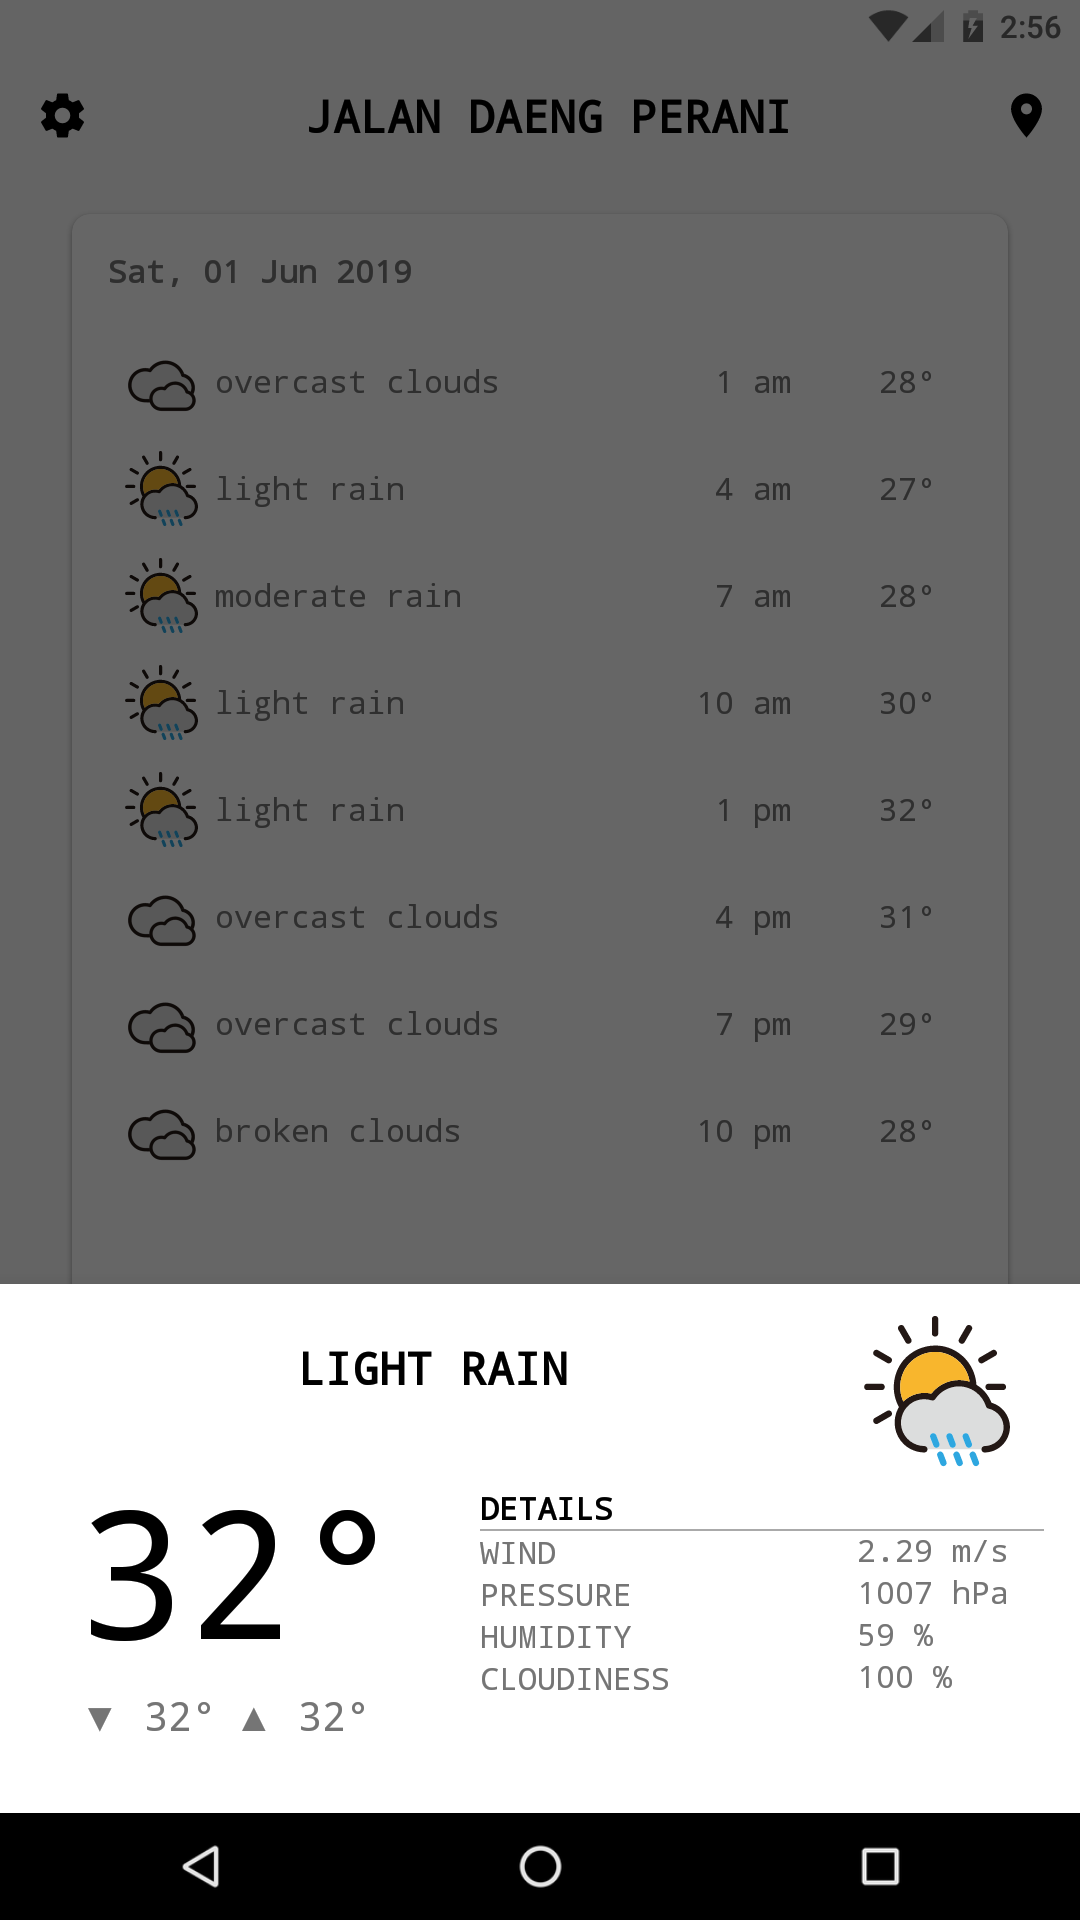 2:56
JALAN DAENG PERANI
Sat, 01 Jun 2019
overcast clouds 1 am 28°
light rain 4 am 27°
moderate rain 7 am 28°
light rain 10 am 30°
light rain 1 pm 32°
overcast clouds 4 pm 31°
overcast clouds 7 pm 29°
broken clouds 10 pm 28°
LIGHT RAIN
32°
▼ 32° ▲ 32°
DETAILS
WIND 2.29 m/s
PRESSURE 1007 hPa
HUMIDITY 59 %
CLOUDINESS 100 %